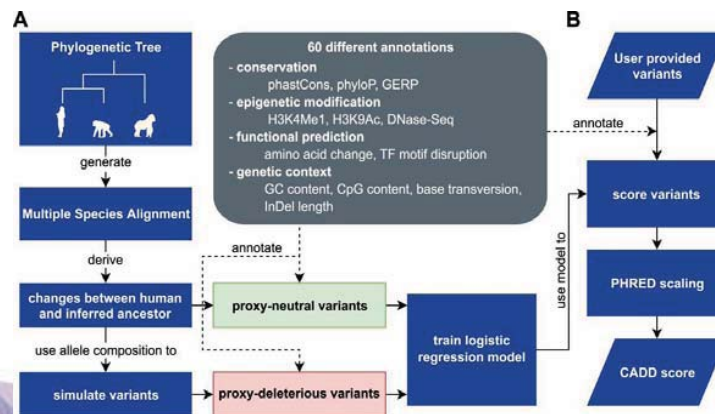 A
Phylogenetic Tree
generate
Multiple Species Alignment
derive
changes between human
and inferred ancestor
use allele composition to
simulate variants
60 different annotations
- conservation
phastCons, phyloP, GERP
- epigenetic modification
H3K4Me1, H3K9Ac, DNase-Seq
- functional prediction
amino acid change, TF motif disruption
- genetic context
GC content, CpG content, base transversion,
InDel length
annotate
proxy-neutral variants
proxy-deleterious variants
train logistic
regression model
use model to
B
User provided
variants
annotate
score variants
PHRED scaling
CADD score